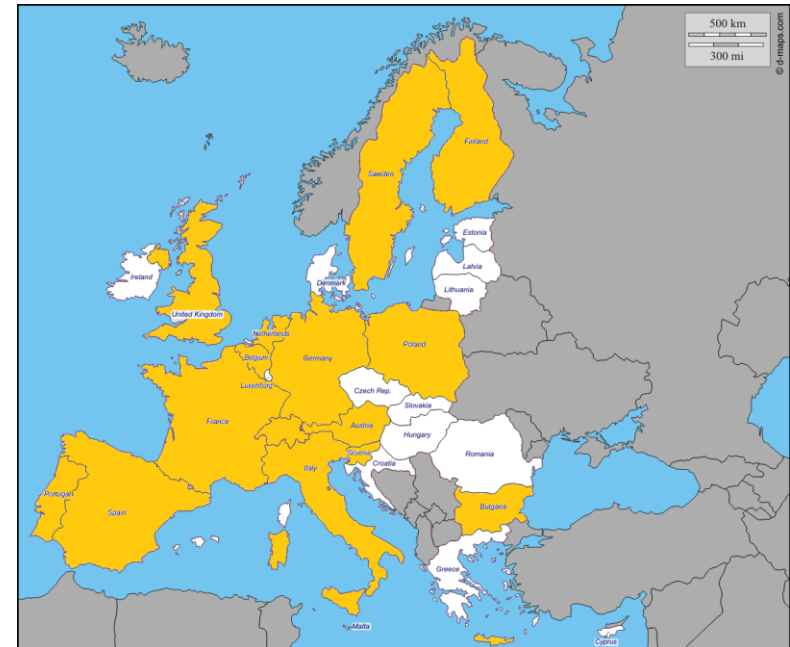 500 km
300 mi
© d-maps.com
Finland
Sweden
Estonia
Latvia
Lithuania
Ireland
Denmark
United Kingdom
Netherlands
Belgium
Germany
Poland
Luxemburg
Czech Rep.
Slovakia
France
Austria
Hungary
Slovenia
Romania
Italy
Croatia
Portugal
Spain
Bulgaria
Greece
Malta
Cyprus